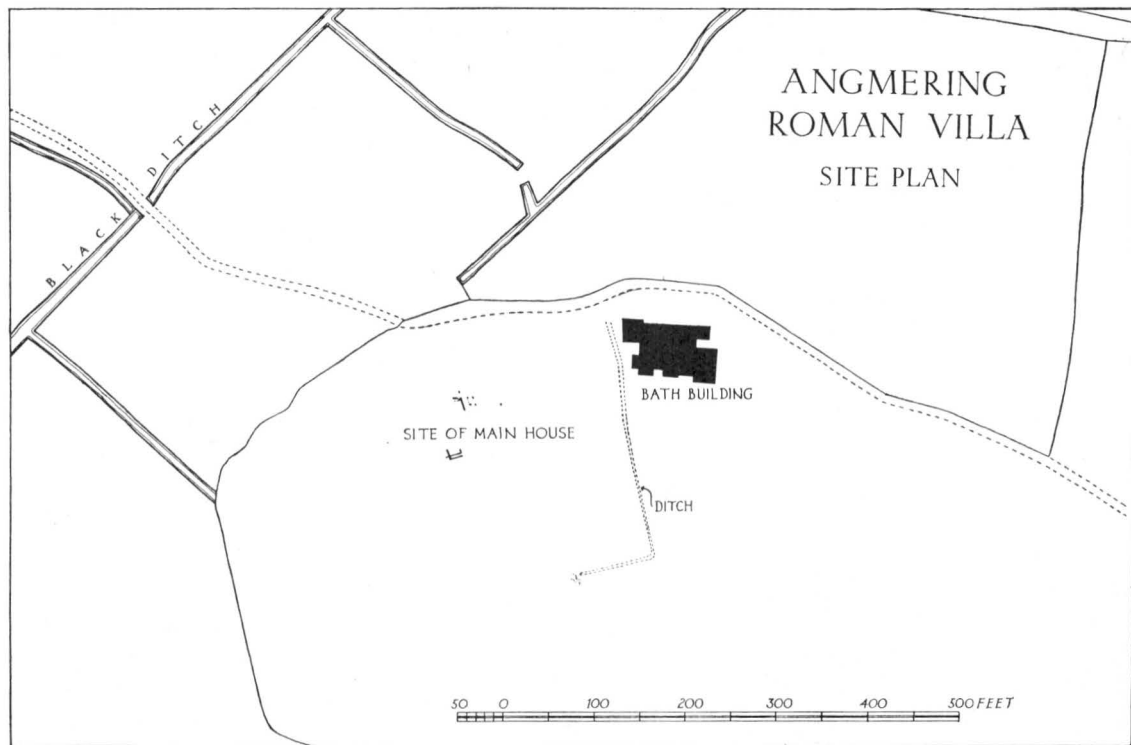 ANGMERING
ROMAN VILLA
SITE PLAN
BLACK DITCH
BATH BUILDING
SITE OF MAIN HOUSE
DITCH
50 0 100 200 300 400 500 FEET